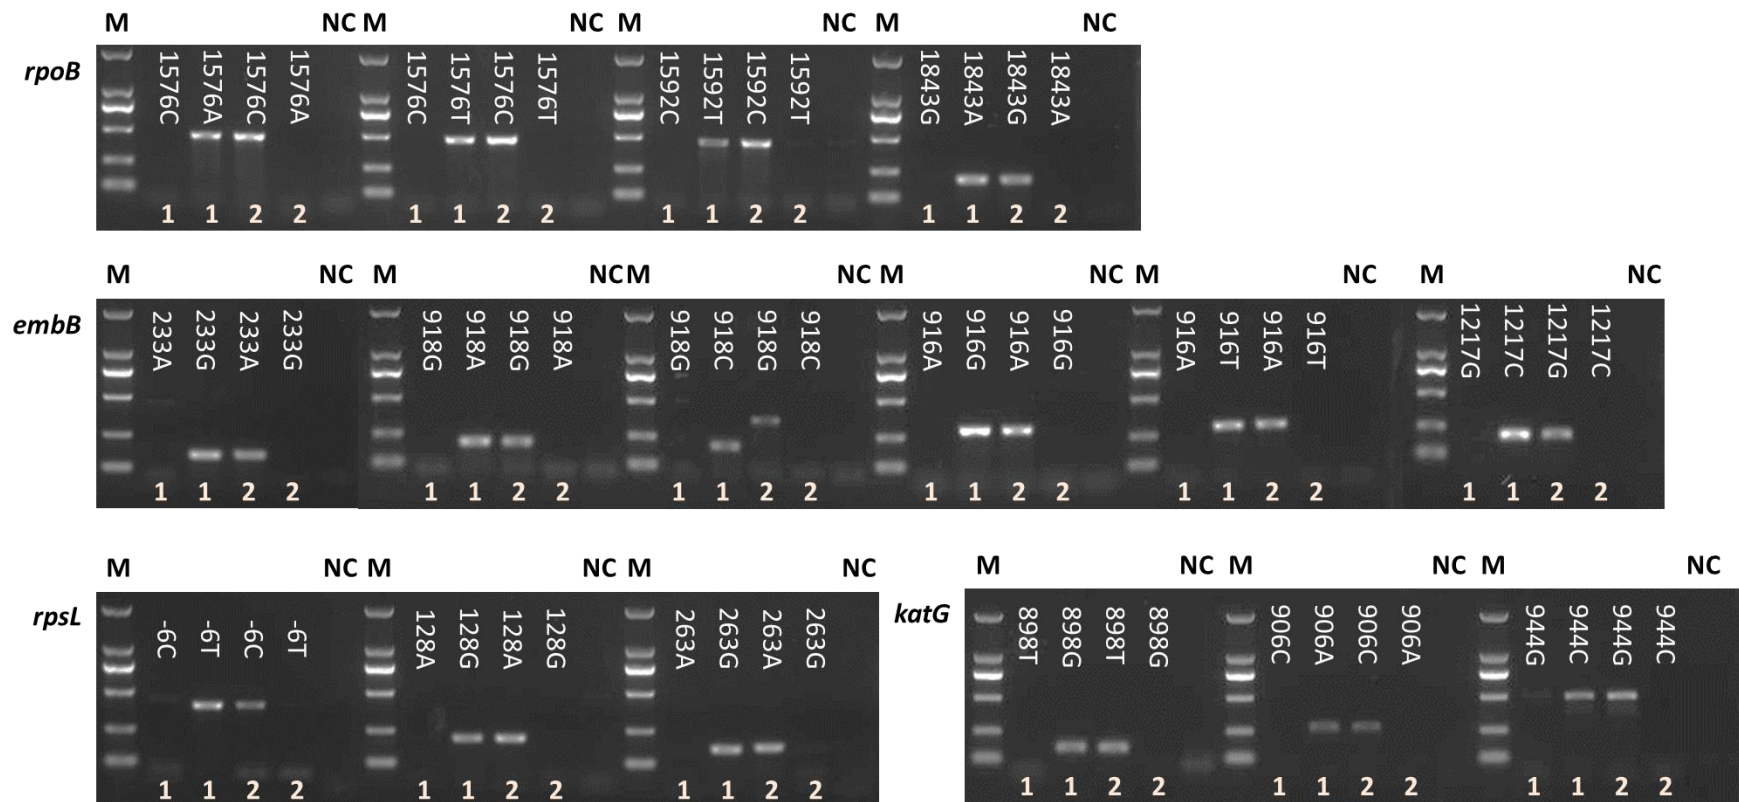 M NC M NC M NC M NC
rpoB
1576C 1576A 1576C 1576A 1576C 1576T 1576C 1576T 1592C 1592T 1592C 1592T 1843G 1843A 1843G 1843A
1 1 2 2 1 1 2 2 1 1 2 2 1 1 2 2
M NC M NC M NC M NC M NC M NC
embB
233A 233G 233A 233G 918G 918A 918G 918A 918G 918C 918G 918C 916A 916G 916A 916G 916A 916T 916A 916T 1217G 1217C 1217G 1217C
1 1 2 2 1 1 2 2 1 1 2 2 1 1 2 2 1 1 2 2 1 1 2 2
M NC M NC M NC
rpsL
-6C -6T -6C -6T 128A 128G 128A 128G 263A 263G 263A 263G
1 1 2 2 1 1 2 2 1 1 2 2
M NC M NC M NC
katG
898T 898G 898T 898G 906C 906A 906C 906A 944G 944C 944G 944C
1 1 2 2 1 1 2 2 1 1 2 2